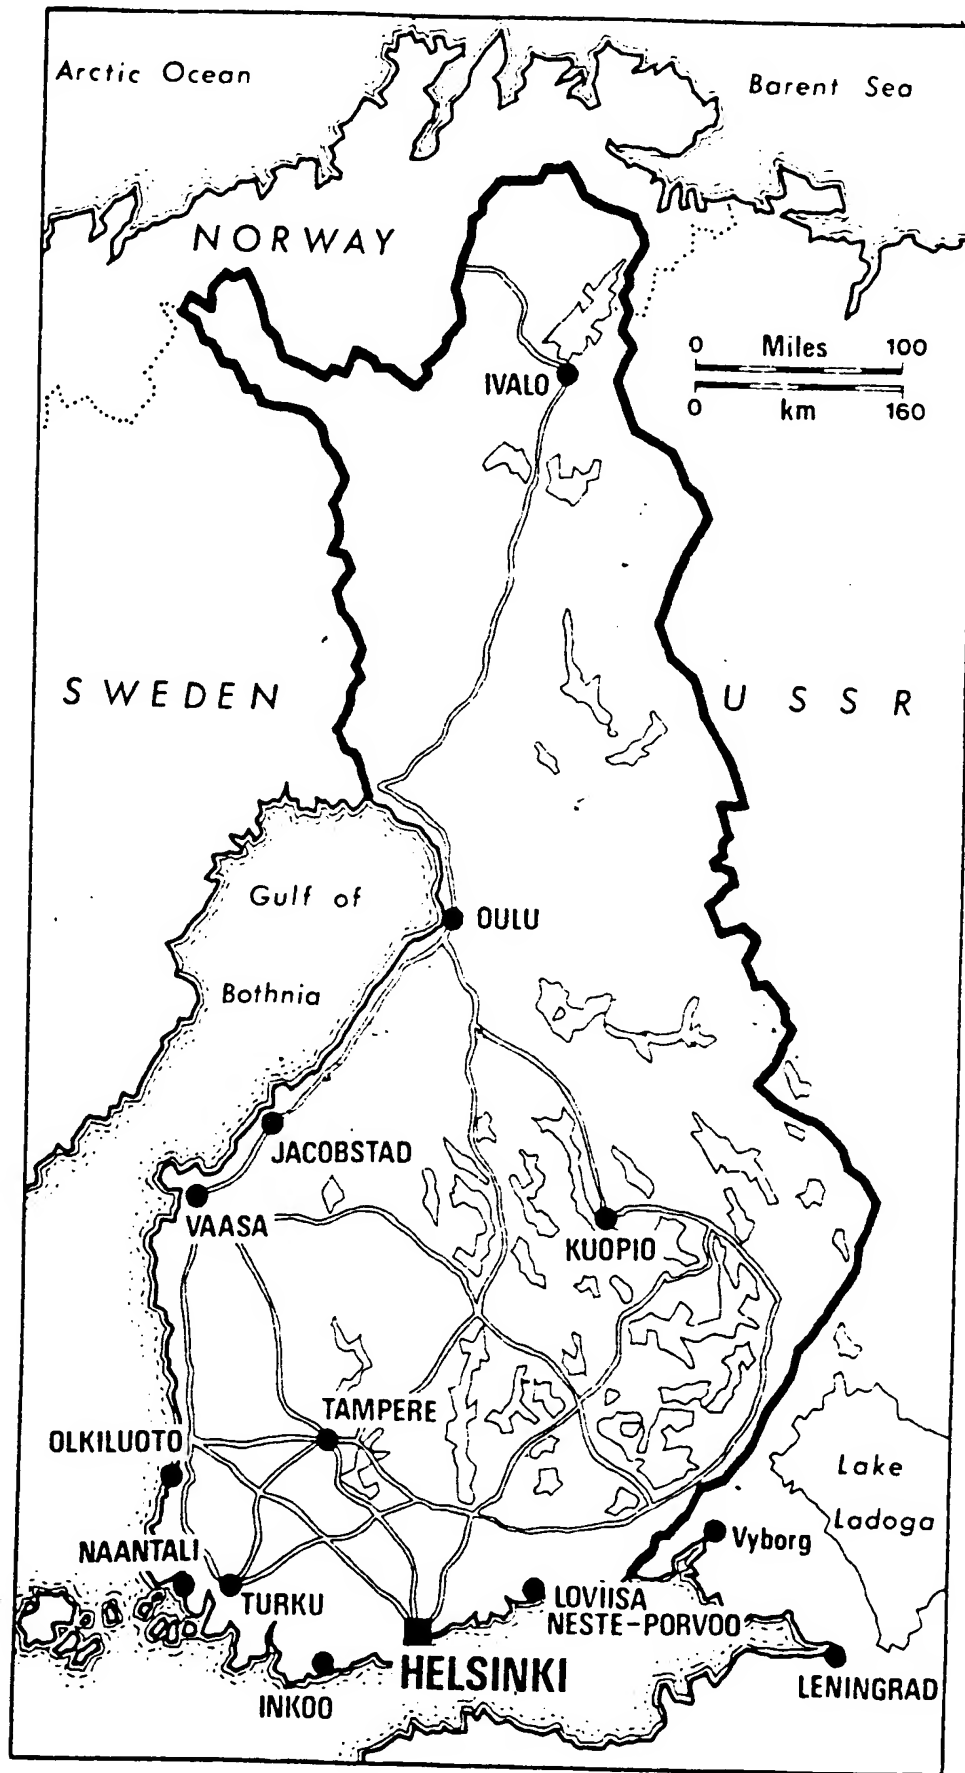 Arctic Ocean
Barent Sea
NORWAY
0 Miles 100
0 km 160
IVALO
SWEDEN
USSR
Gulf of
Bothnia
OULU
JACOBSTAD
VAASA
KUOPIO
TAMPERE
OLKILUOTO
Lake
Ladoga
Vyborg
NAANTALI
TURKU
LOVIISA
NESTE-PORVOO
HELSINKI
LENINGRAD
INKOO